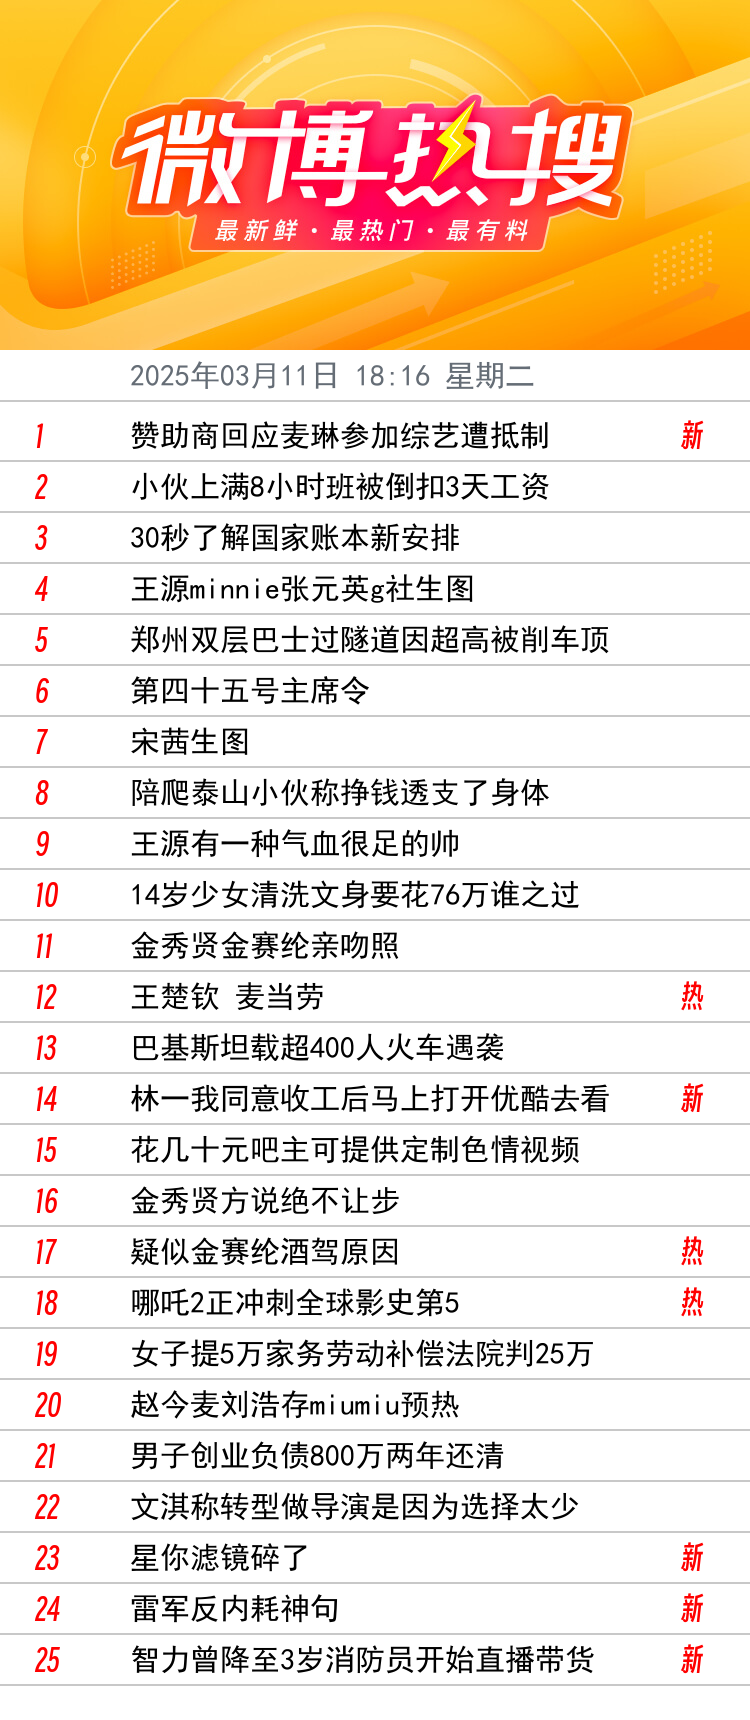 微博热搜
最新鲜·最热门·最有料
2025年03月11日 18:16 星期二
1 赞助商回应麦琳参加综艺遭抵制 新
2 小伙上满8小时班被倒扣3天工资
3 30秒了解国家账本新安排
4 王源minnie张元英g社生图
5 郑州双层巴士过隧道因超高被削车顶
6 第四十五号主席令
7 宋茜生图
8 陪爬泰山小伙称挣钱透支了身体
9 王源有一种气血很足的帅
10 14岁少女清洗文身要花76万谁之过
11 金秀贤金赛纶亲吻照
12 王楚钦 麦当劳 热
13 巴基斯坦载超400人火车遇袭
14 林一我同意收工后马上打开优酷去看 新
15 花几十元吧主可提供定制色情视频
16 金秀贤方说绝不让步
17 疑似金赛纶酒驾原因 热
18 哪吒2正冲刺全球影史第5 热
19 女子提5万家务劳动补偿法院判25万
20 赵今麦刘浩存miumiu预热
21 男子创业负债800万两年还清
22 文淇称转型做导演是因为选择太少
23 星你滤镜碎了 新
24 雷军反内耗神句 新
25 智力曾降至3岁消防员开始直播带货 新